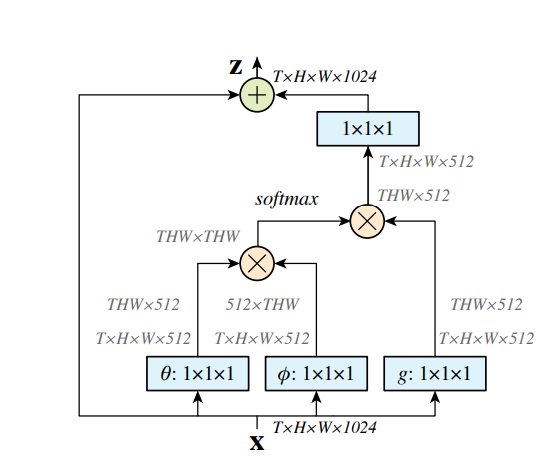 z
T×H×W×1024
+
1×1×1
T×H×W×512
THW×512
softmax
×
THW×THW
×
THW×512
512×THW
THW×512
T×H×W×512
T×H×W×512
T×H×W×512
θ: 1×1×1
ϕ: 1×1×1
g: 1×1×1
T×H×W×1024
x